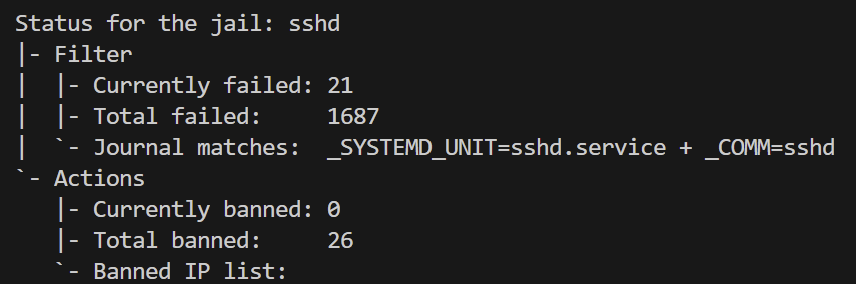 Status for the jail: sshd
|- Filter
|  |- Currently failed: 21
|  |- Total failed:     1687
|  `- Journal matches:  _SYSTEMD_UNIT=sshd.service + _COMM=sshd
`- Actions
   |- Currently banned: 0
   |- Total banned:     26
   `- Banned IP list: